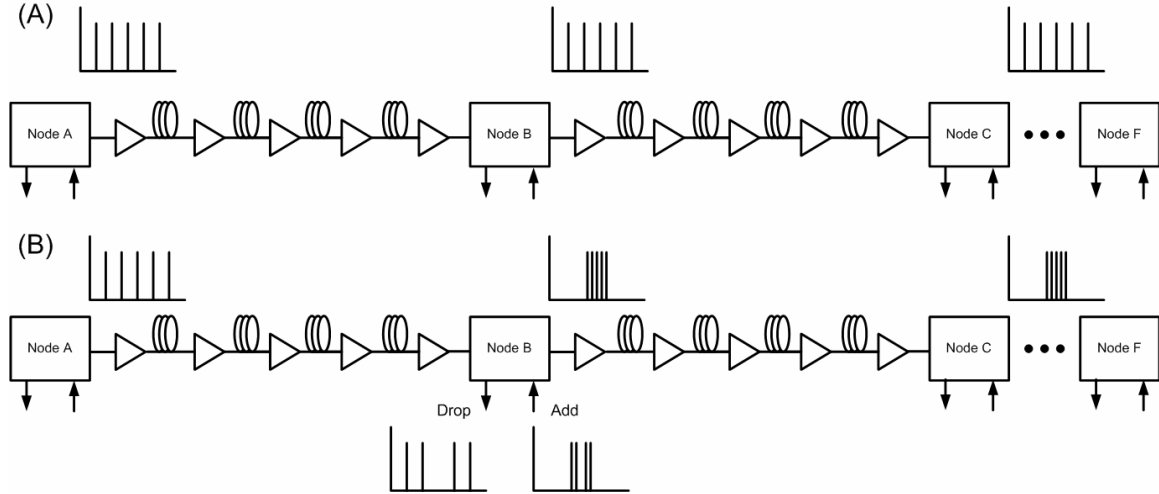 (A)
Node A
Node B
Node C
Node F
(B)
Node A
Node B
Node C
Node F
Drop
Add